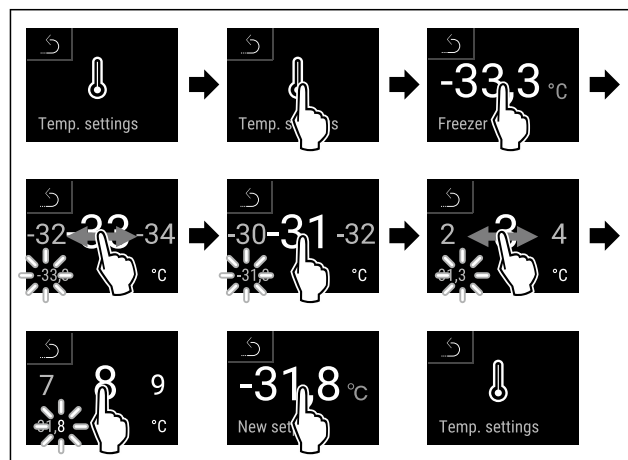 Temp. settings
Temp.
-33,3 °C
Freezer
-32 -33 -34
°C
-30 -31 -32
-31,3 °C
2 3 4
31,3 °C
7 8 9
31,8 °C
-31,8 °C
New
Temp. settings